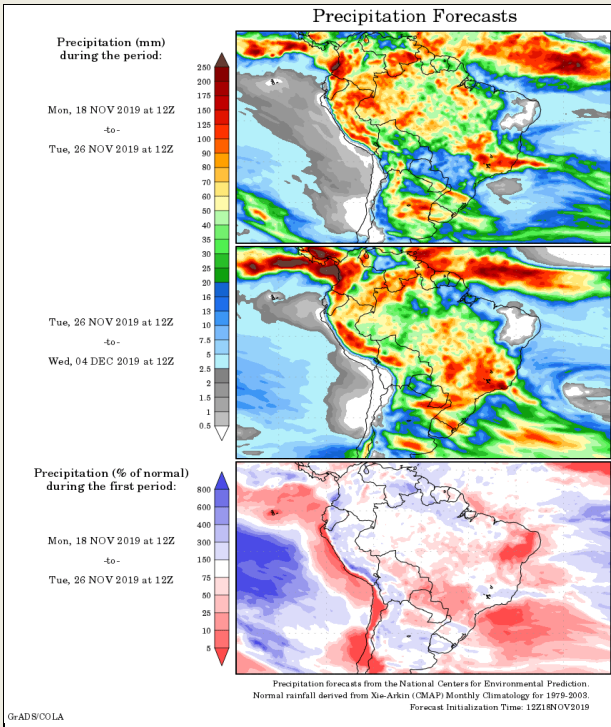 Precipitation Forecasts
Precipitation (mm)
during the period:
Mon, 18 NOV 2019 at 12Z
-to-
Tue, 26 NOV 2019 at 12Z
250
200
175
150
125
100
90
80
70
60
50
40
35
30
25
20
16
13
10
7.5
5
2.5
2
1.5
1
0.5
Tue, 26 NOV 2019 at 12Z
-to-
Wed, 04 DEC 2019 at 12Z
Precipitation (% of normal)
during the first period:
Mon, 18 NOV 2019 at 12Z
-to-
Tue, 26 NOV 2019 at 12Z
800
600
400
300
150
75
50
25
10
5
Precipitation forecasts from the National Centers for Environmental Prediction.
Normal rainfall derived from Xie-Arkin (CMAP) Monthly Climatology for 1979-2003.
Forecast Initialization Time: 12Z18NOV2019
GrADS/COLA